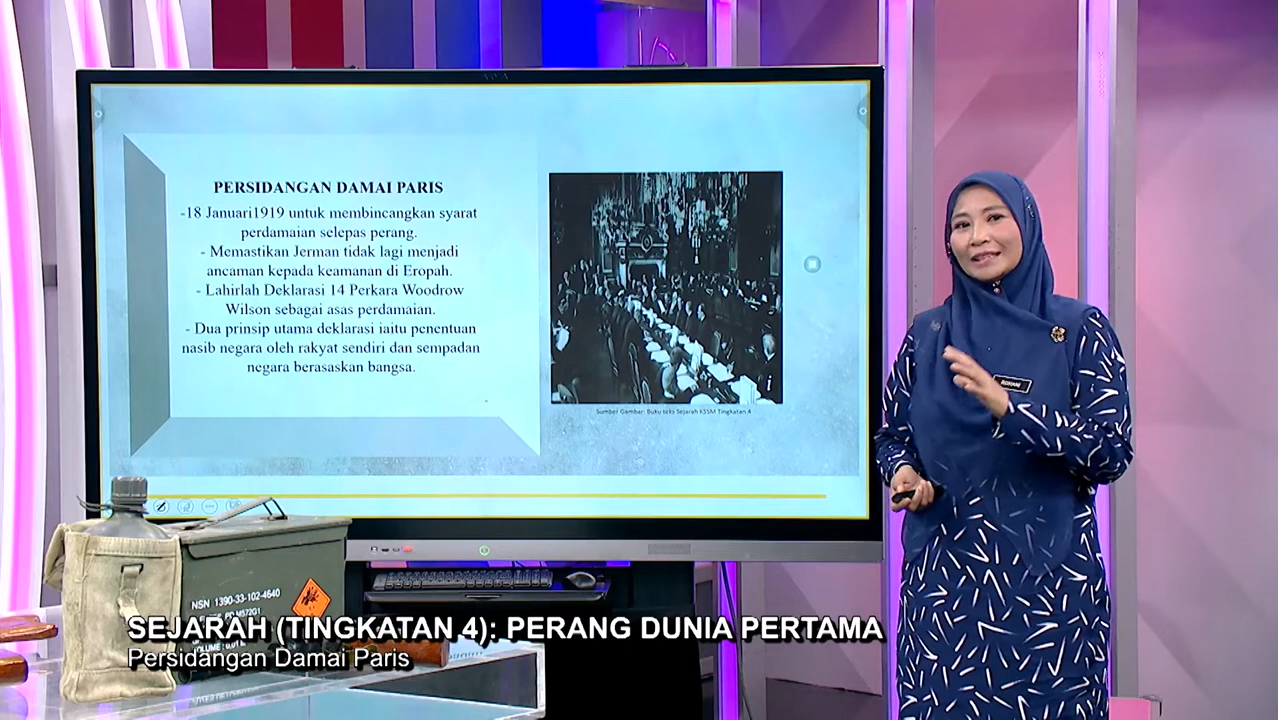 PERSIDANGAN DAMAI PARIS
-18 Januari1919 untuk membincangkan syarat
perdamaian selepas perang.
- Memastikan Jerman tidak lagi menjadi
ancaman kepada keamanan di Eropah.
- Lahirlah Deklarasi 14 Perkara Woodrow
Wilson sebagai asas perdamaian.
- Dua prinsip utama deklarasi iaitu penentuan
nasib negara oleh rakyat sendiri dan sempadan
negara berasaskan bangsa.
Sumber Gambar: Buku teks Sejarah KSSM Tingkatan 4
ROHANI
NSN 1390-33-102-4640
M572G1
VOLUME :
SEJARAH (TINGKATAN 4): PERANG DUNIA PERTAMA
Persidangan Damai Paris